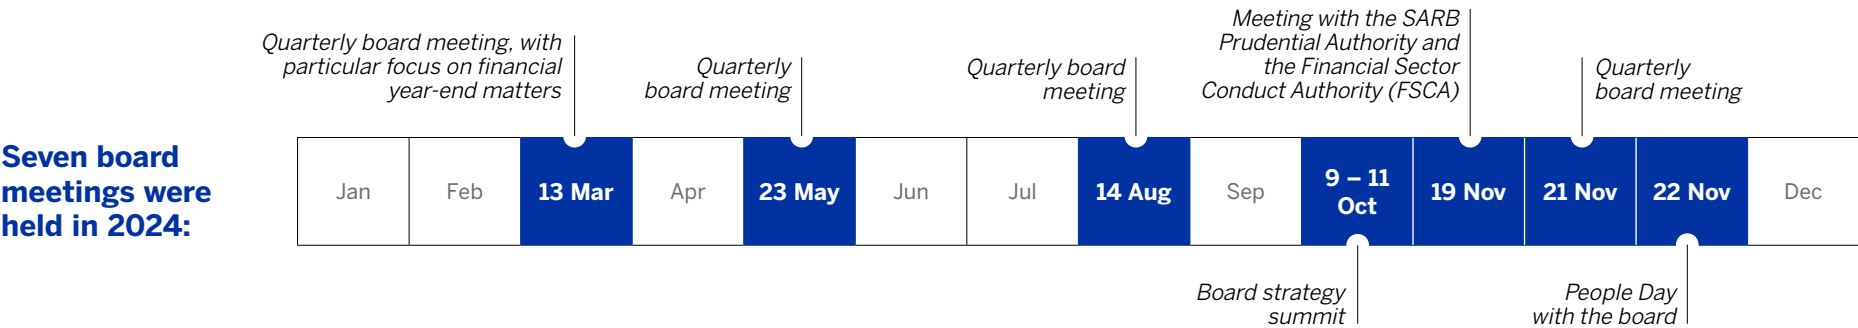 Seven board
meetings were
held in 2024:
Quarterly board meeting, with
particular focus on financial
year-end matters
Quarterly
board meeting
Quarterly board
meeting
Meeting with the SARB
Prudential Authority and
the Financial Sector
Conduct Authority (FSCA)
Quarterly
board meeting
Jan
Feb
13 Mar
Apr
23 May
Jun
Jul
14 Aug
Sep
9 – 11
Oct
19 Nov
21 Nov
22 Nov
Dec
Board strategy
summit
People Day
with the board